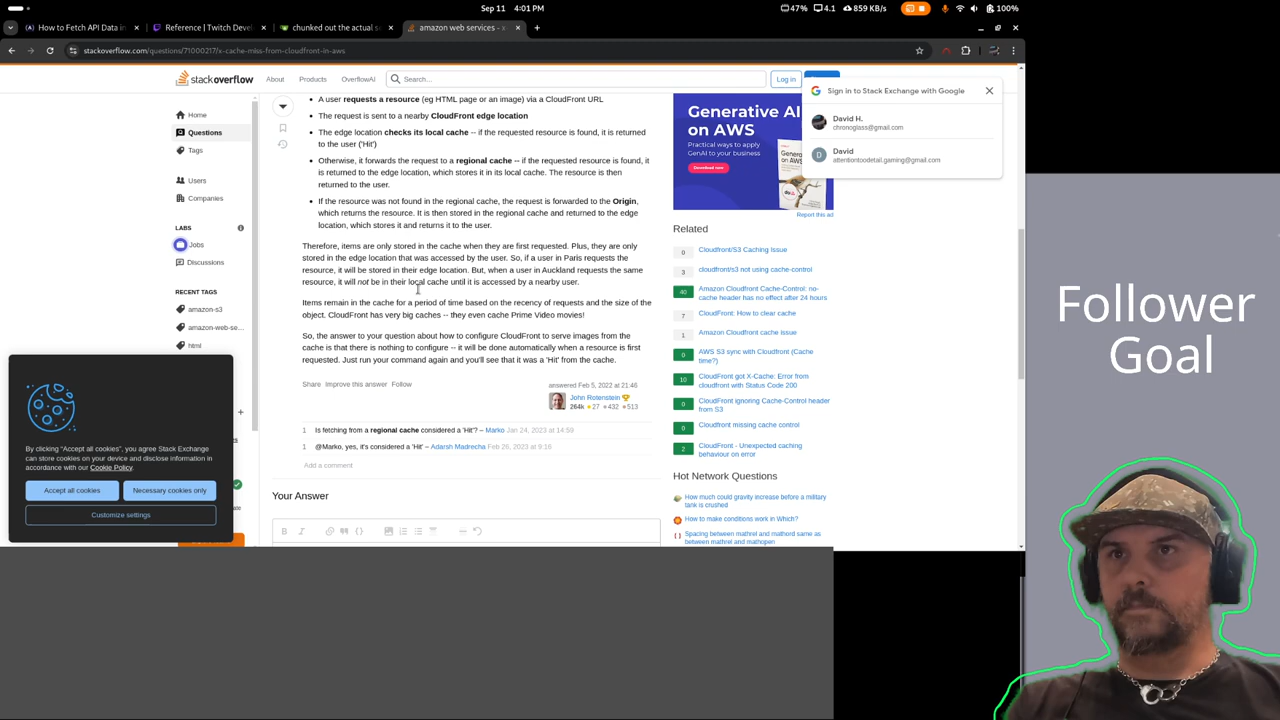 Sep 11 4:01 PM
47% 4.1 859 KB/s
100%
How to Fetch API Data in
Reference | Twitch Devel
chunked out the actual s
amazon web services - x
stackoverflow.com/questions/71000217/x-cache-miss-from-cloudfront-in-aws
stackoverflow About Products OverflowAI Search... Log in
Sign in to Stack Exchange with Google
David H.
chronoglass@gmail.com
David
attentiontodetail.gaming@gmail.com
Home
Questions
Tags
Users
Companies
LABS
Jobs
Discussions
RECENT TAGS
amazon-s3
amazon-web-se...
html
A user requests a resource (eg HTML page or an image) via a CloudFront URL
The request is sent to a nearby CloudFront edge location
The edge location checks its local cache -- if the requested resource is found, it is returned
to the user ('Hit')
Otherwise, it forwards the request to a regional cache -- if the requested resource is found, it
is returned to the edge location, which stores it in its local cache. The resource is then
returned to the user.
If the resource was not found in the regional cache, the request is forwarded to the Origin,
which returns the resource. It is then stored in the regional cache and returned to the edge
location, which stores it and returns it to the user.
Therefore, items are only stored in the cache when they are first requested. Plus, they are only
stored in the edge location that was accessed by the user. So, if a user in Paris requests the
resource, it will be stored in their edge location. But, when a user in Auckland requests the same
resource, it will not be in their local cache until it is accessed by a nearby user.
Items remain in the cache for a period of time based on the recency of requests and the size of the
object. CloudFront has very big caches -- they even cache Prime Video movies!
So, the answer to your question about how to configure CloudFront to serve images from the
cache is that there is nothing to configure -- it will be done automatically when a resource is first
requested. Just run your command again and you'll see that it was a 'Hit' from the cache.
Share Improve this answer Follow
answered Feb 5, 2022 at 21:46
John Rotenstein
264k 27 432 513
1 Is fetching from a regional cache considered a 'Hit'? – Marko Jan 24, 2023 at 14:59
1 @Marko, yes, it's considered a 'Hit' – Adarsh Madrecha Feb 26, 2023 at 9:16
Add a comment
Your Answer
B I
Generative AI
on AWS
Practical ways to apply
GenAI to your business
Download now
Report this ad
Related
0 Cloudfront/S3 Caching Issue
3 cloudfront/s3 not using cache-control
40 Amazon Cloudfront Cache-Control: no-
cache header has no effect after 24 hours
7 CloudFront: How to clear cache
1 Amazon Cloudfront cache issue
0 AWS S3 sync with Cloudfront (Cache
time?)
10 CloudFront got X-Cache: Error from
cloudfront with Status Code 200
0 CloudFront ignoring Cache-Control header
from S3
0 Cloudfront missing cache control
2 CloudFront - Unexpected caching
behaviour on error
Hot Network Questions
How much could gravity increase before a military
tank is crushed
How to make conditions work in Which?
Spacing between mathrel and mathord same as
between mathrel and mathopen
By clicking “Accept all cookies”, you agree Stack Exchange
can store cookies on your device and disclose information in
accordance with our Cookie Policy.
Accept all cookies
Necessary cookies only
Customize settings
Follower
Goal